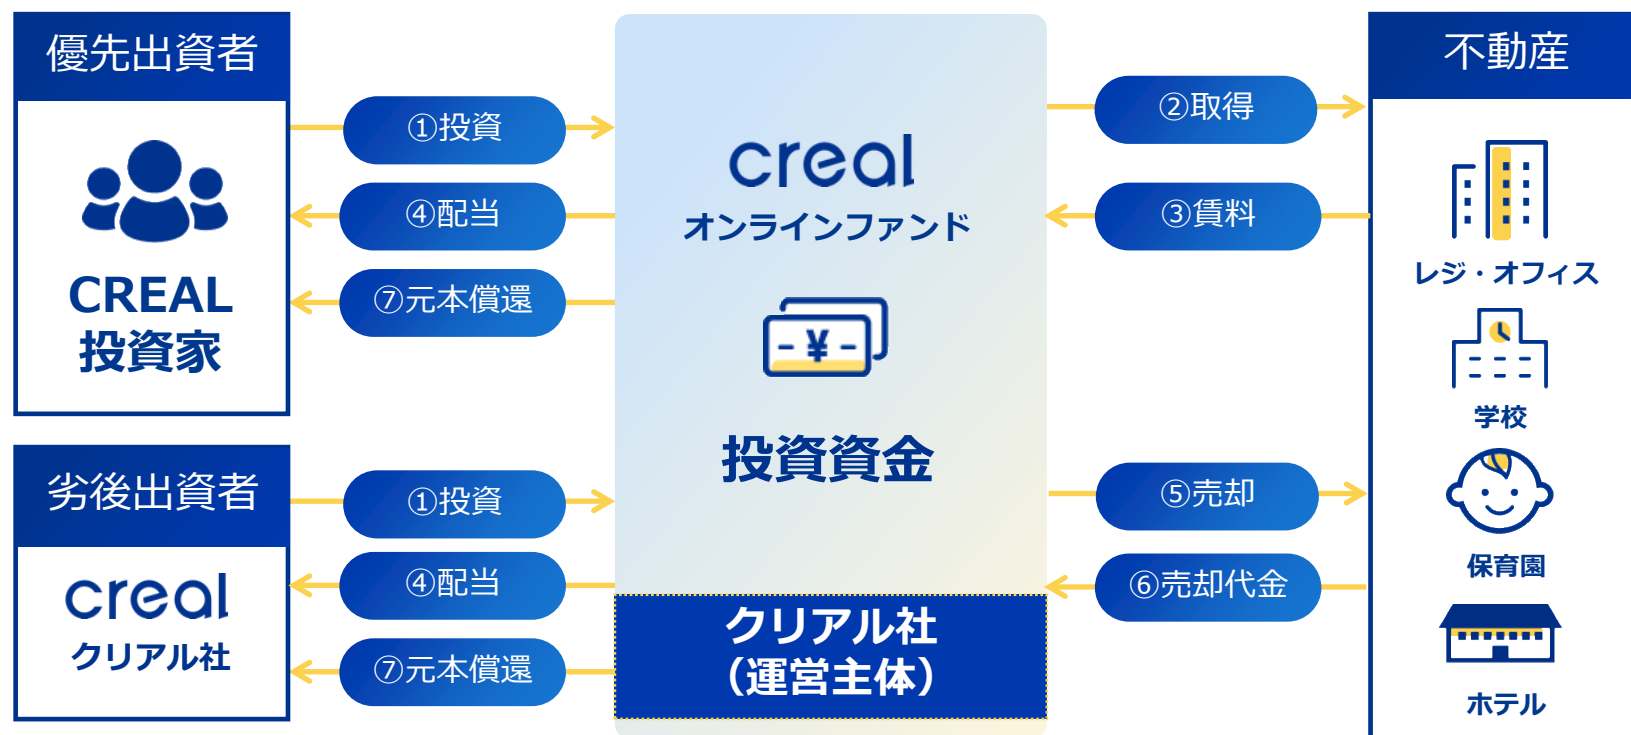 優先出資者
CREAL
投資家
①投資
④配当
⑦元本償還
劣後出資者
creal
クリアル社
①投資
④配当
⑦元本償還
creal
オンラインファンド
¥
投資資金
クリアル社
（運営主体）
②取得
③賃料
⑤売却
⑥売却代金
不動産
レジ・オフィス
学校
保育園
ホテル